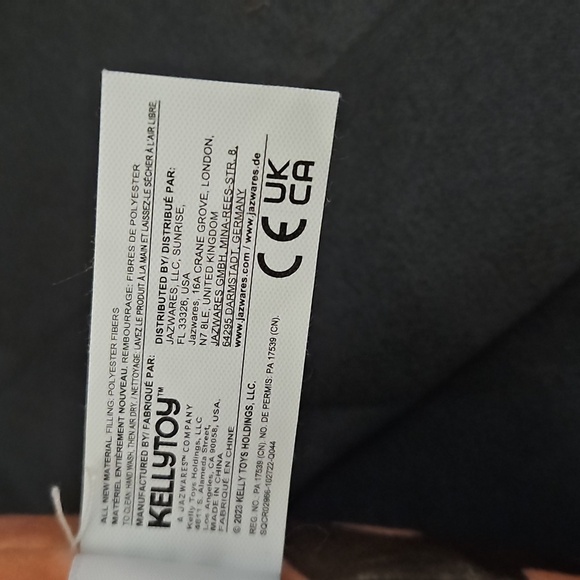 ALL NEW MATERIAL. FILLING: POLYESTER FIBERS
MATERIEL ENTIÈREMENT NOUVEAU. REMBOURRAGE: FIBRES DE POLYESTER
TO CLEAN: HAND WASH, THEN AIR DRY. / NETTOYAGE: LAVEZ LE PRODUIT À LA MAIN ET LAISSEZ-LE SÉCHER À L'AIR LIBRE
MANUFACTURED BY/ FABRIQUÉ PAR:
KELLYTOY™
A JAZWARES™ COMPANY
Kelly Toys Holdings, LLC
4611 S. Alameda Street,
Los Angeles, CA 90058, USA.
MADE IN CHINA
FABRIQUÉ EN CHINE
DISTRIBUTED BY/ DISTRIBUÉ PAR:
JAZWARES, LLC, SUNRISE,
FL 33326, USA
Jazwares, 16A CRANE GROVE, LONDON,
N7 8LE, UNITED KINGDOM
JAZWARES GMBH, MINA-REES-STR. 8,
64295 DARMSTADT, GERMANY
www.jazwares.com / www.jazwares.de
© 2023 KELLY TOYS HOLDINGS, LLC.
REG. NO. PA 17539 (CN). NO. DE PERMIS: PA 17539 (CN).
CE UK
CA